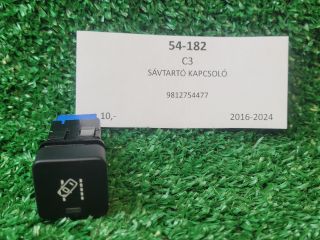 54-182
C3
SÁVTARTÓ KAPCSOLÓ
9812754477
10,- 2016-2024